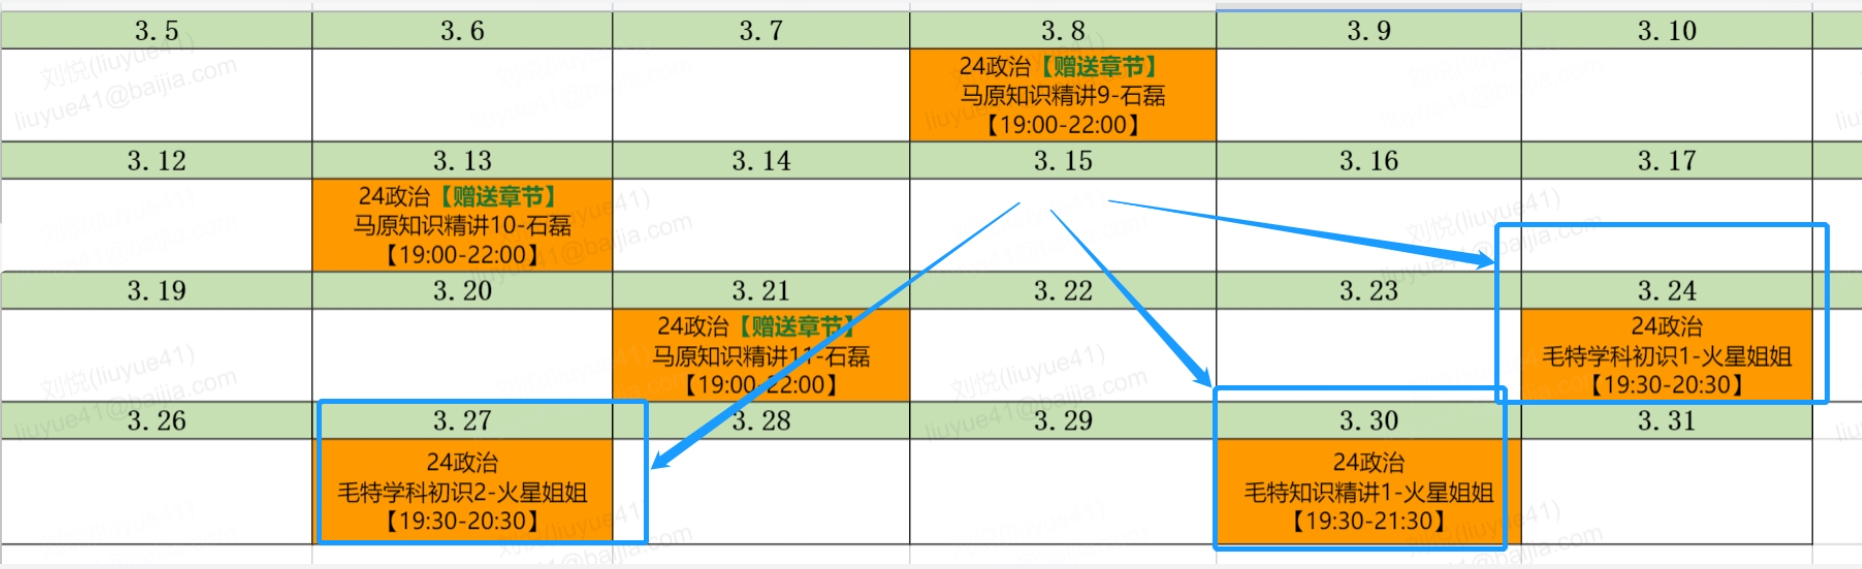 3.5 3.6 3.7 3.8 3.9 3.10
24政治【赠送章节】
马原知识精讲9-石磊
【19:00-22:00】
3.12 3.13 3.14 3.15 3.16 3.17
24政治【赠送章节】
马原知识精讲10-石磊
【19:00-22:00】
3.19 3.20 3.21 3.22 3.23 3.24
24政治【赠送章节】
马原知识精讲11-石磊
【19:00-22:00】
24政治
毛特学科初识1-火星姐姐
【19:30-20:30】
3.26 3.27 3.28 3.29 3.30 3.31
24政治
毛特学科初识2-火星姐姐
【19:30-20:30】
24政治
毛特知识精讲1-火星姐姐
【19:30-21:30】
刘悦(liuyue41)
liuyue41@baijia.com